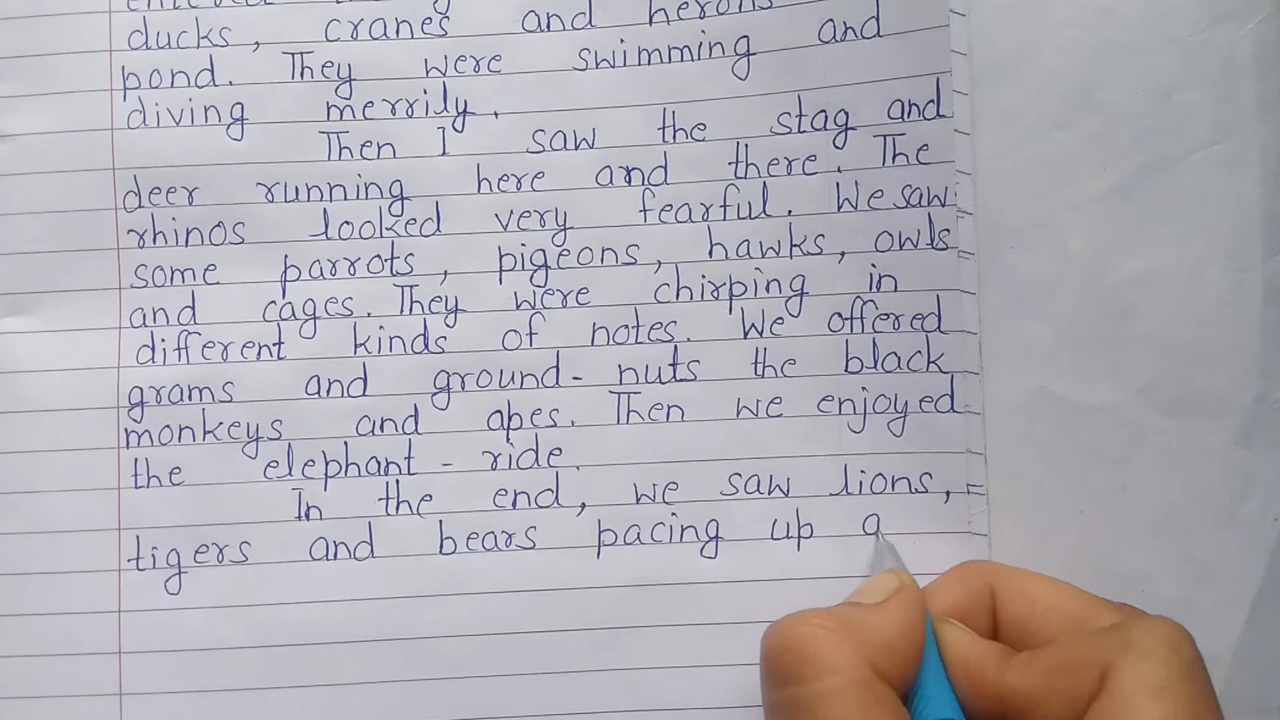 ducks, cranes and herons
pond. They were swimming and
diving merrily.
Then I saw the stag and
deer running here and there. The
rhinos looked very fearful. We saw
some parrots, pigeons, hawks, owls
and cages. They were chirping in
different kinds of notes. We offered
grams and ground-nuts the black
monkeys and apes. Then we enjoyed
the elephant-ride.
In the end, we saw lions,
tigers and bears pacing up a